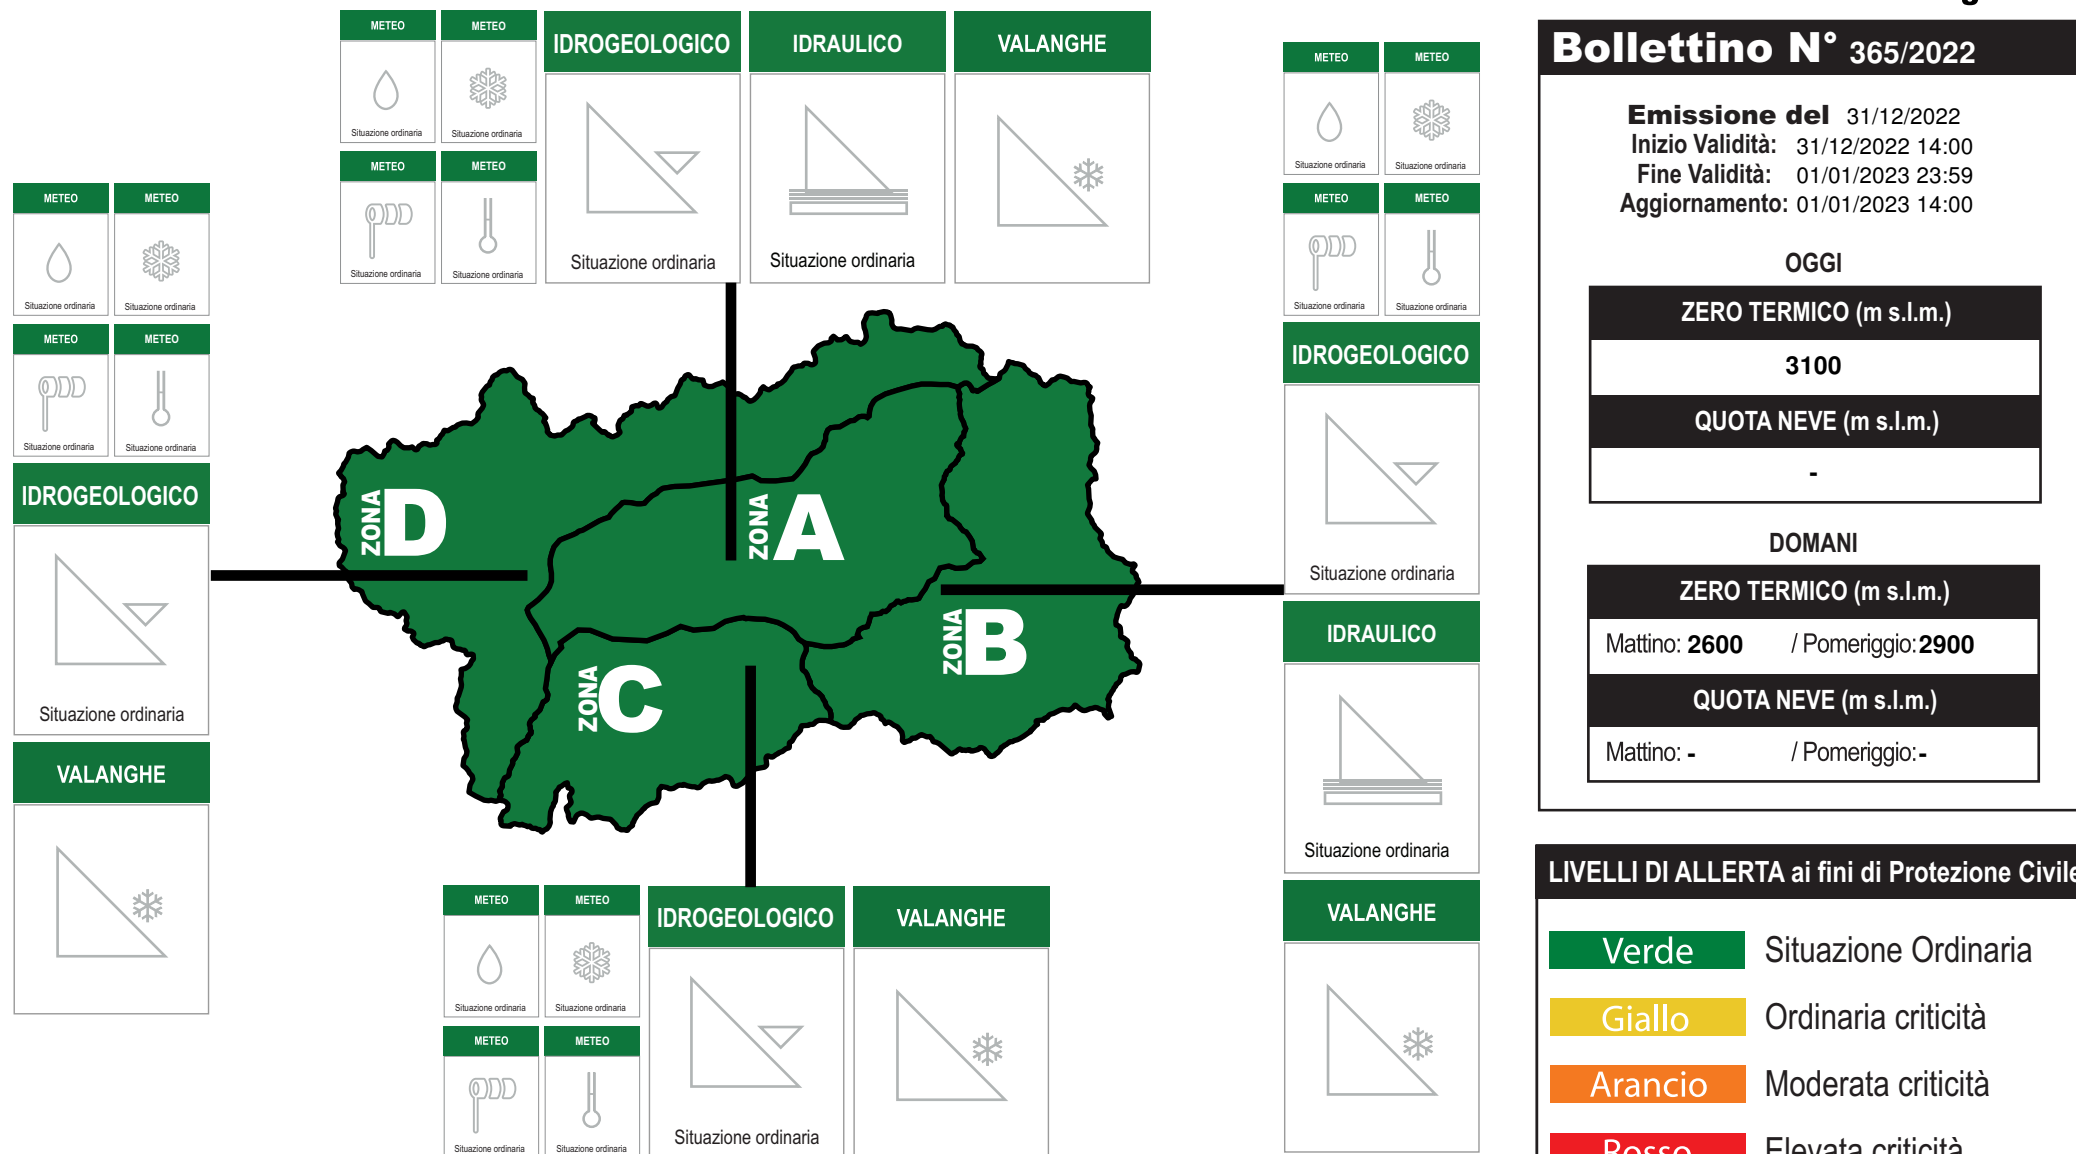 METEO
METEO
Situazione ordinaria
Situazione ordinaria
METEO
METEO
Situazione ordinaria
Situazione ordinaria
IDROGEOLOGICO
Situazione ordinaria
IDRAULICO
Situazione ordinaria
VALANGHE
METEO
METEO
Situazione ordinaria
Situazione ordinaria
METEO
METEO
Situazione ordinaria
Situazione ordinaria
IDROGEOLOGICO
Situazione ordinaria
VALANGHE
ZONA D
ZONA A
ZONA B
ZONA C
METEO
METEO
Situazione ordinaria
Situazione ordinaria
METEO
METEO
Situazione ordinaria
Situazione ordinaria
IDROGEOLOGICO
Situazione ordinaria
IDRAULICO
Situazione ordinaria
VALANGHE
METEO
METEO
Situazione ordinaria
Situazione ordinaria
METEO
METEO
Situazione ordinaria
Situazione ordinaria
IDROGEOLOGICO
Situazione ordinaria
VALANGHE
Bollettino N° 365/2022
Emissione del 31/12/2022
Inizio Validità: 31/12/2022 14:00
Fine Validità: 01/01/2023 23:59
Aggiornamento: 01/01/2023 14:00
OGGI
ZERO TERMICO (m s.l.m.)
3100
QUOTA NEVE (m s.l.m.)
-
DOMANI
ZERO TERMICO (m s.l.m.)
Mattino: 2600 / Pomeriggio: 2900
QUOTA NEVE (m s.l.m.)
Mattino: - / Pomeriggio: -
LIVELLI DI ALLERTA ai fini di Protezione Civile
Verde Situazione Ordinaria
Giallo Ordinaria criticità
Arancio Moderata criticità
Rosso Elevata criticità